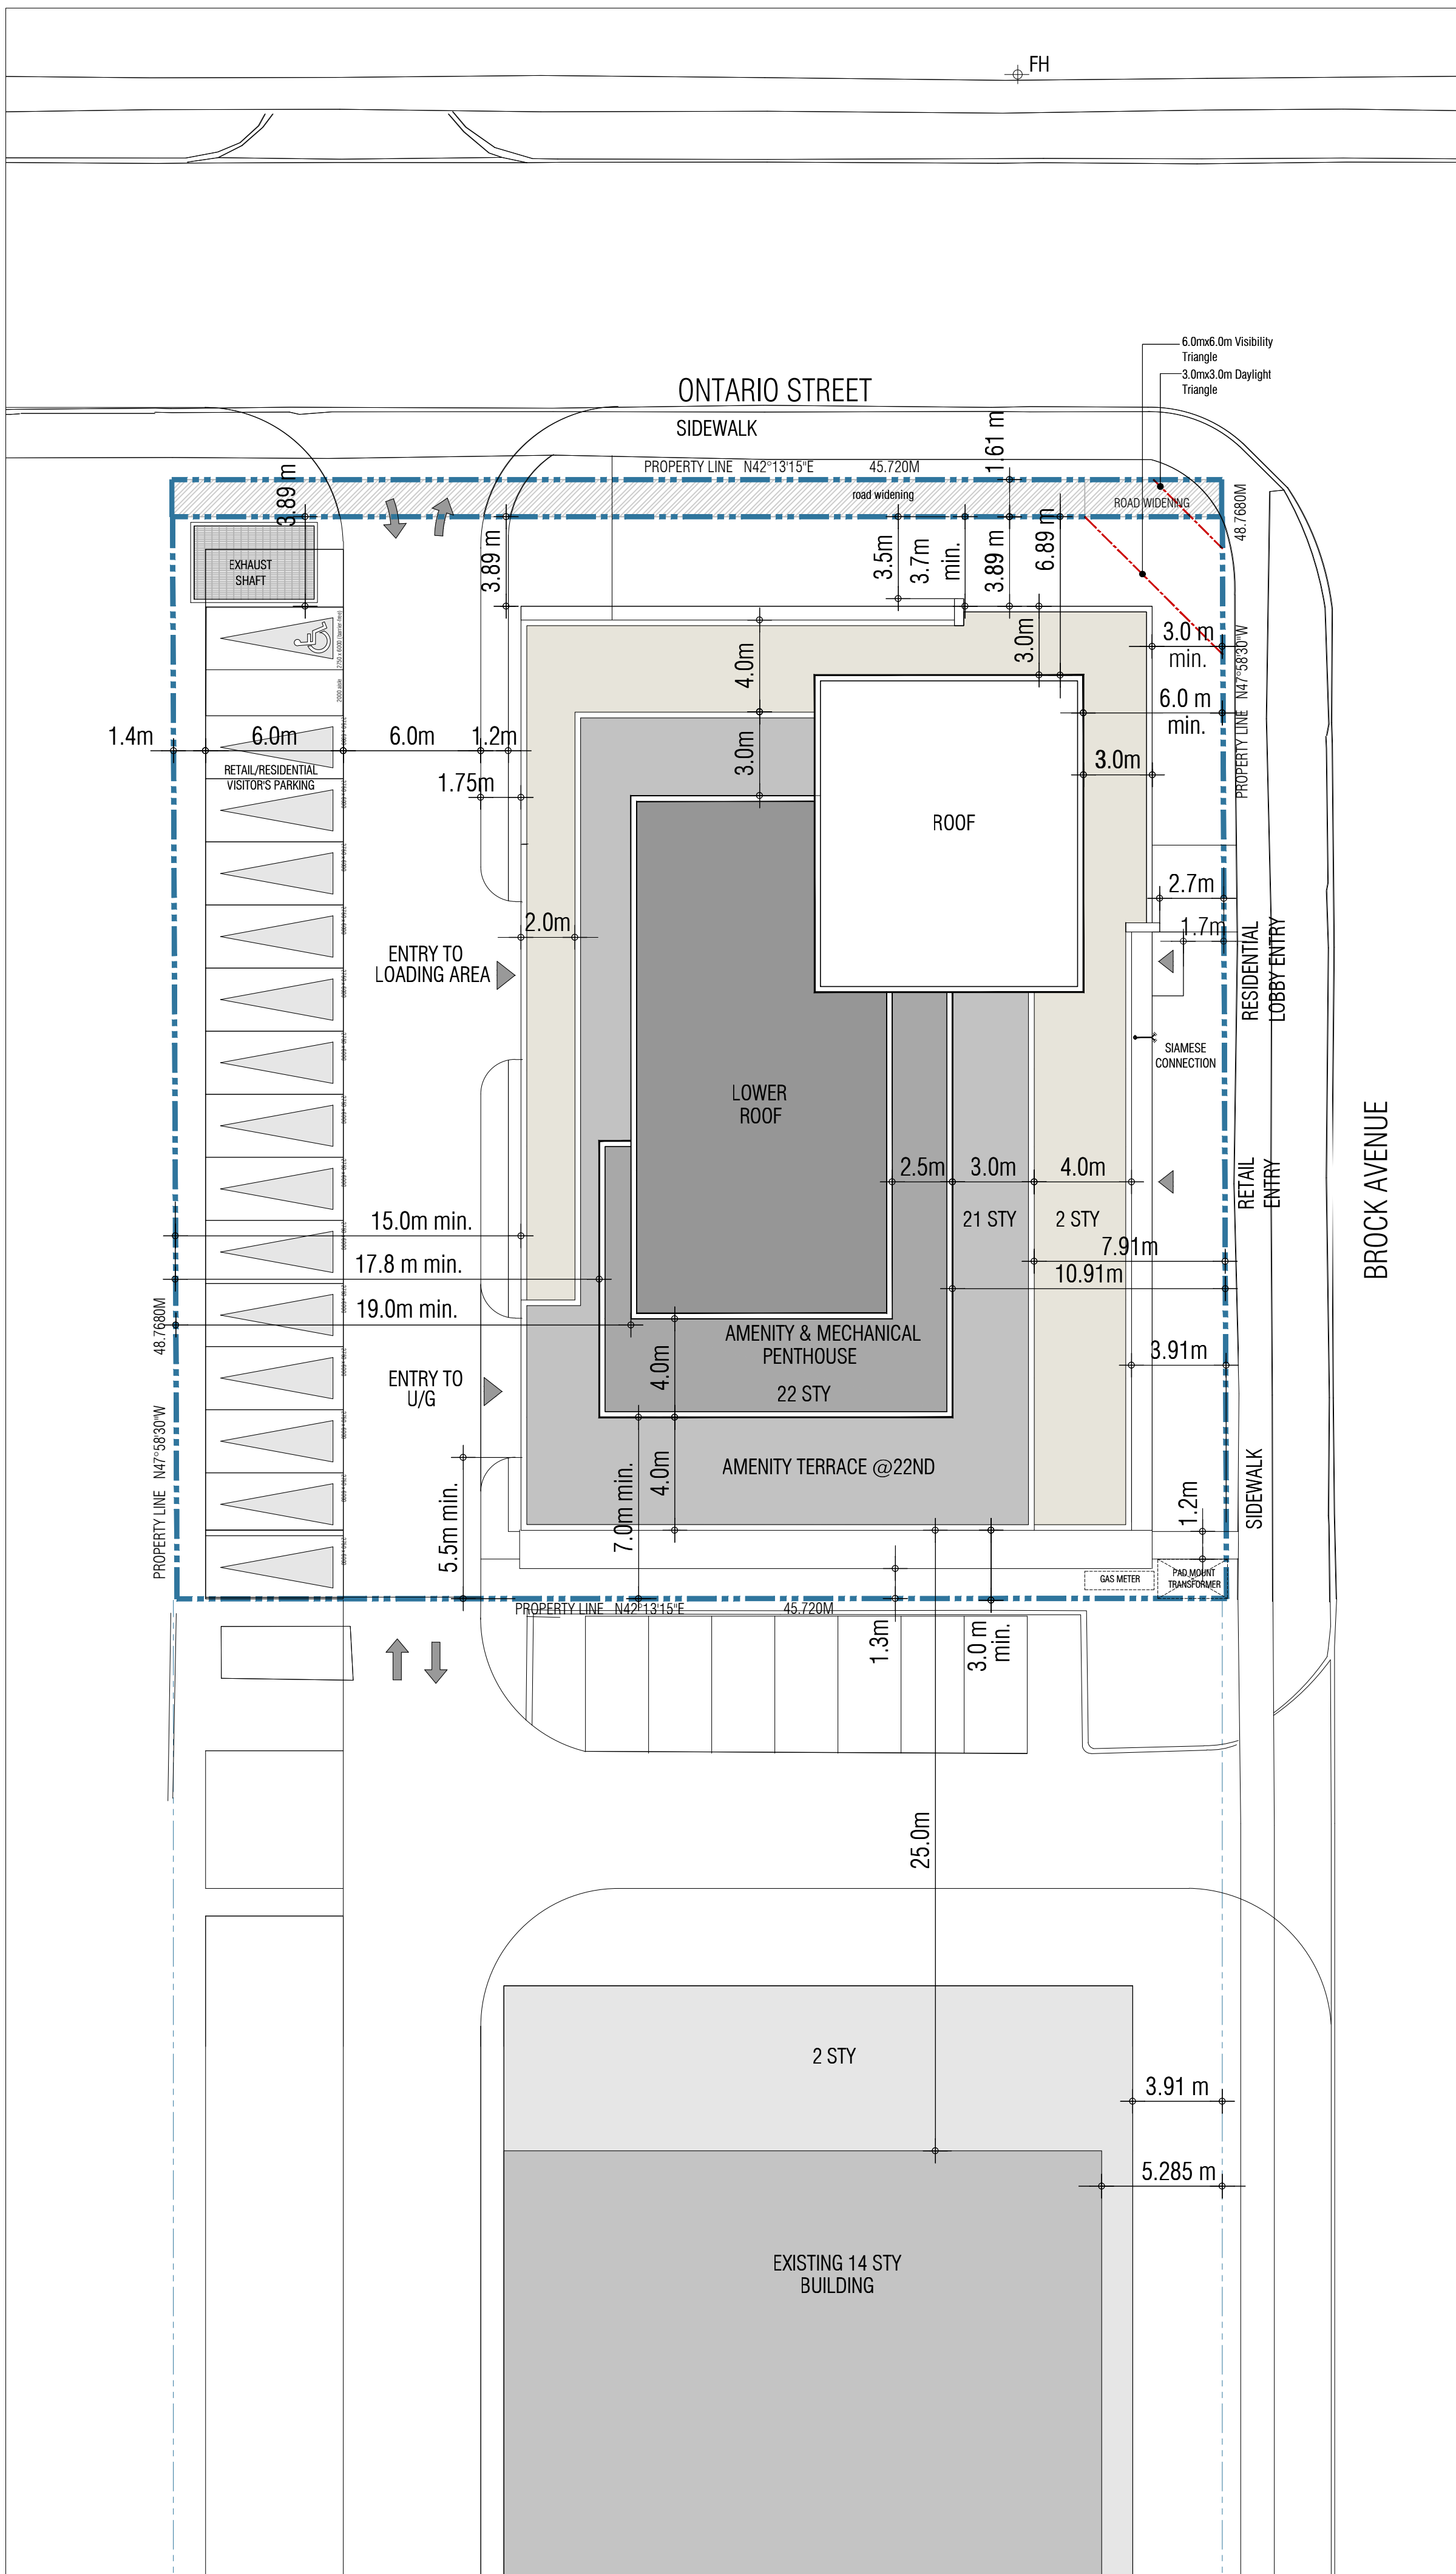 FH
6.0mx6.0m Visibility
Triangle
3.0mx3.0m Daylight
Triangle
ONTARIO STREET
SIDEWALK
1.61 m
PROPERTY LINE N42°13'15"E 45.720M
road widening
ROAD WIDENING
48.7680M
3.89 m
3.89 m
3.5m
3.7m
min.
3.89 m
6.89 m
EXHAUST
SHAFT
2750 x 6000 (barrier-free)
2000 aisle
4.0m
3.0m
3.0 m
min.
PROPERTY LINE N47°58'30"W
6.0 m
min.
1.4m
6.0m
6.0m
1.2m
3.0m
3.0m
RETAIL/RESIDENTIAL
VISITOR'S PARKING
1.75m
ROOF
2.7m
1.7m
2.0m
ENTRY TO
LOADING AREA
RESIDENTIAL
LOBBY ENTRY
SIAMESE
CONNECTION
LOWER
ROOF
BROCK AVENUE
2.5m
3.0m
4.0m
RETAIL
ENTRY
15.0m min.
21 STY
2 STY
7.91m
17.8 m min.
10.91m
19.0m min.
48.7680M
AMENITY & MECHANICAL
PENTHOUSE
3.91m
4.0m
ENTRY TO
U/G
22 STY
PROPERTY LINE N47°58'30"W
AMENITY TERRACE @22ND
4.0m
7.0m min.
5.5m min.
1.2m
SIDEWALK
GAS METER
PAD MOUNT
TRANSFORMER
PROPERTY LINE N42°13'15"E 45.720M
1.3m
3.0 m
min.
25.0m
2 STY
3.91 m
5.285 m
EXISTING 14 STY
BUILDING